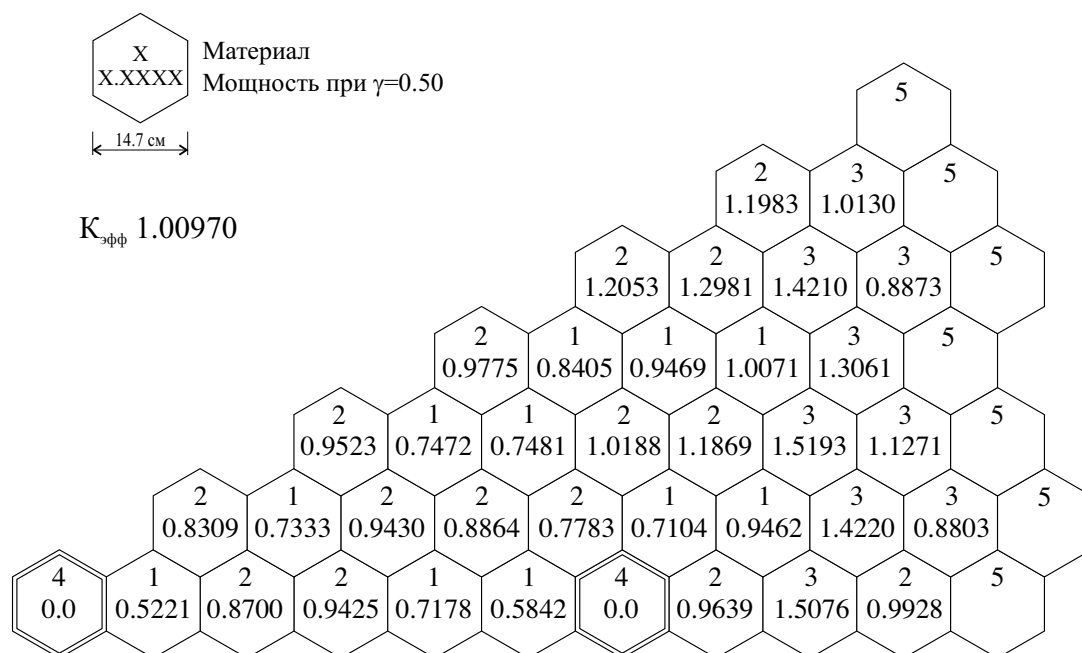 X
X.XXXX
Материал
Мощность при γ=0.50
14.7 см
Kэфф 1.00970
5
2 3 5
1.1983 1.0130
2 2 3 3 5
1.2053 1.2981 1.4210 0.8873
2 1 1 1 3 5
0.9775 0.8405 0.9469 1.0071 1.3061
2 1 1 2 2 3 3 5
0.9523 0.7472 0.7481 1.0188 1.1869 1.5193 1.1271
2 1 2 2 2 1 1 3 3 5
0.8309 0.7333 0.9430 0.8864 0.7783 0.7104 0.9462 1.4220 0.8803
4 1 2 2 1 1 4 2 3 2 5
0.0 0.5221 0.8700 0.9425 0.7178 0.5842 0.0 0.9639 1.5076 0.9928